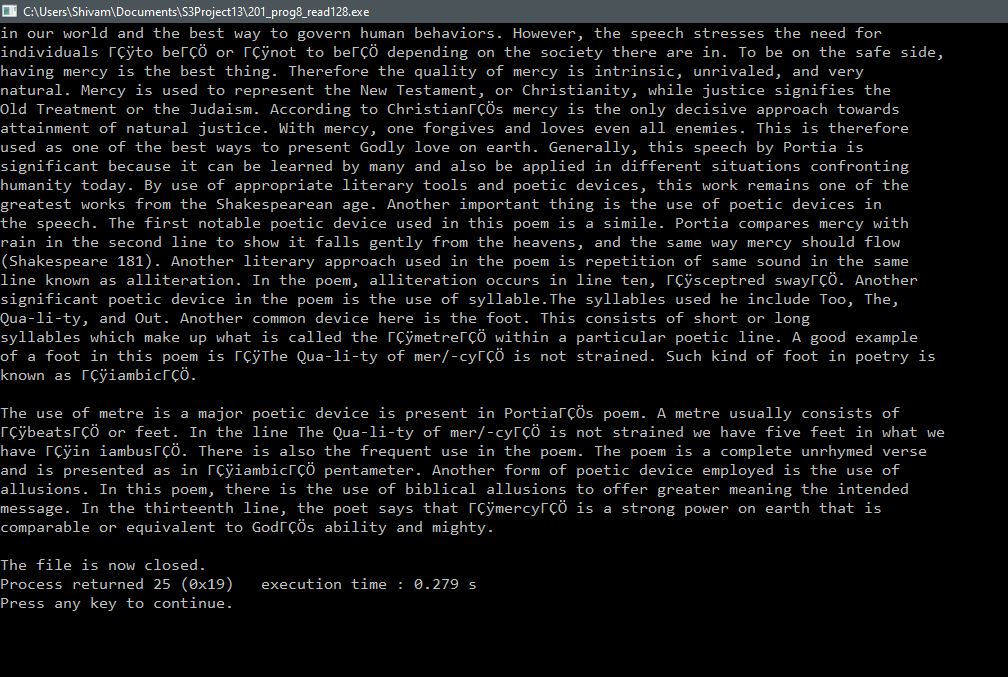 C:\Users\Shivam\Documents\S3Project13\201_prog8_read128.exe
in our world and the best way to govern human behaviors. However, the speech stresses the need for
individuals ΓÇÿto beΓÇÖ or ΓÇÿnot to beΓÇÖ depending on the society there are in. To be on the safe side,
having mercy is the best thing. Therefore the quality of mercy is intrinsic, unrivaled, and very
natural. Mercy is used to represent the New Testament, or Christianity, while justice signifies the
Old Treatment or the Judaism. According to ChristianΓÇÖs mercy is the only decisive approach towards
attainment of natural justice. With mercy, one forgives and loves even all enemies. This is therefore
used as one of the best ways to present Godly love on earth. Generally, this speech by Portia is
significant because it can be learned by many and also be applied in different situations confronting
humanity today. By use of appropriate literary tools and poetic devices, this work remains one of the
greatest works from the Shakespearean age. Another important thing is the use of poetic devices in
the speech. The first notable poetic device used in this poem is a simile. Portia compares mercy with
rain in the second line to show it falls gently from the heavens, and the same way mercy should flow
(Shakespeare 181). Another literary approach used in the poem is repetition of same sound in the same
line known as alliteration. In the poem, alliteration occurs in line ten, ΓÇÿsceptred swayΓÇÖ. Another
significant poetic device in the poem is the use of syllable.The syllables used he include Too, The,
Qua-li-ty, and Out. Another common device here is the foot. This consists of short or long
syllables which make up what is called the ΓÇÿmetreΓÇÖ within a particular poetic line. A good example
of a foot in this poem is ΓÇÿThe Qua-li-ty of mer/-cyΓÇÖ is not strained. Such kind of foot in poetry is
known as ΓÇÿiambicΓÇÖ.
The use of metre is a major poetic device is present in PortiaΓÇÖs poem. A metre usually consists of
ΓÇÿbeatsΓÇÖ or feet. In the line The Qua-li-ty of mer/-cyΓÇÖ is not strained we have five feet in what we
have ΓÇÿin iambusΓÇÖ. There is also the frequent use in the poem. The poem is a complete unrhymed verse
and is presented as in ΓÇÿiambicΓÇÖ pentameter. Another form of poetic device employed is the use of
allusions. In this poem, there is the use of biblical allusions to offer greater meaning the intended
message. In the thirteenth line, the poet says that ΓÇÿmercyΓÇÖ is a strong power on earth that is
comparable or equivalent to GodΓÇÖs ability and mighty.
The file is now closed.
Process returned 25 (0x19)   execution time : 0.279 s
Press any key to continue.